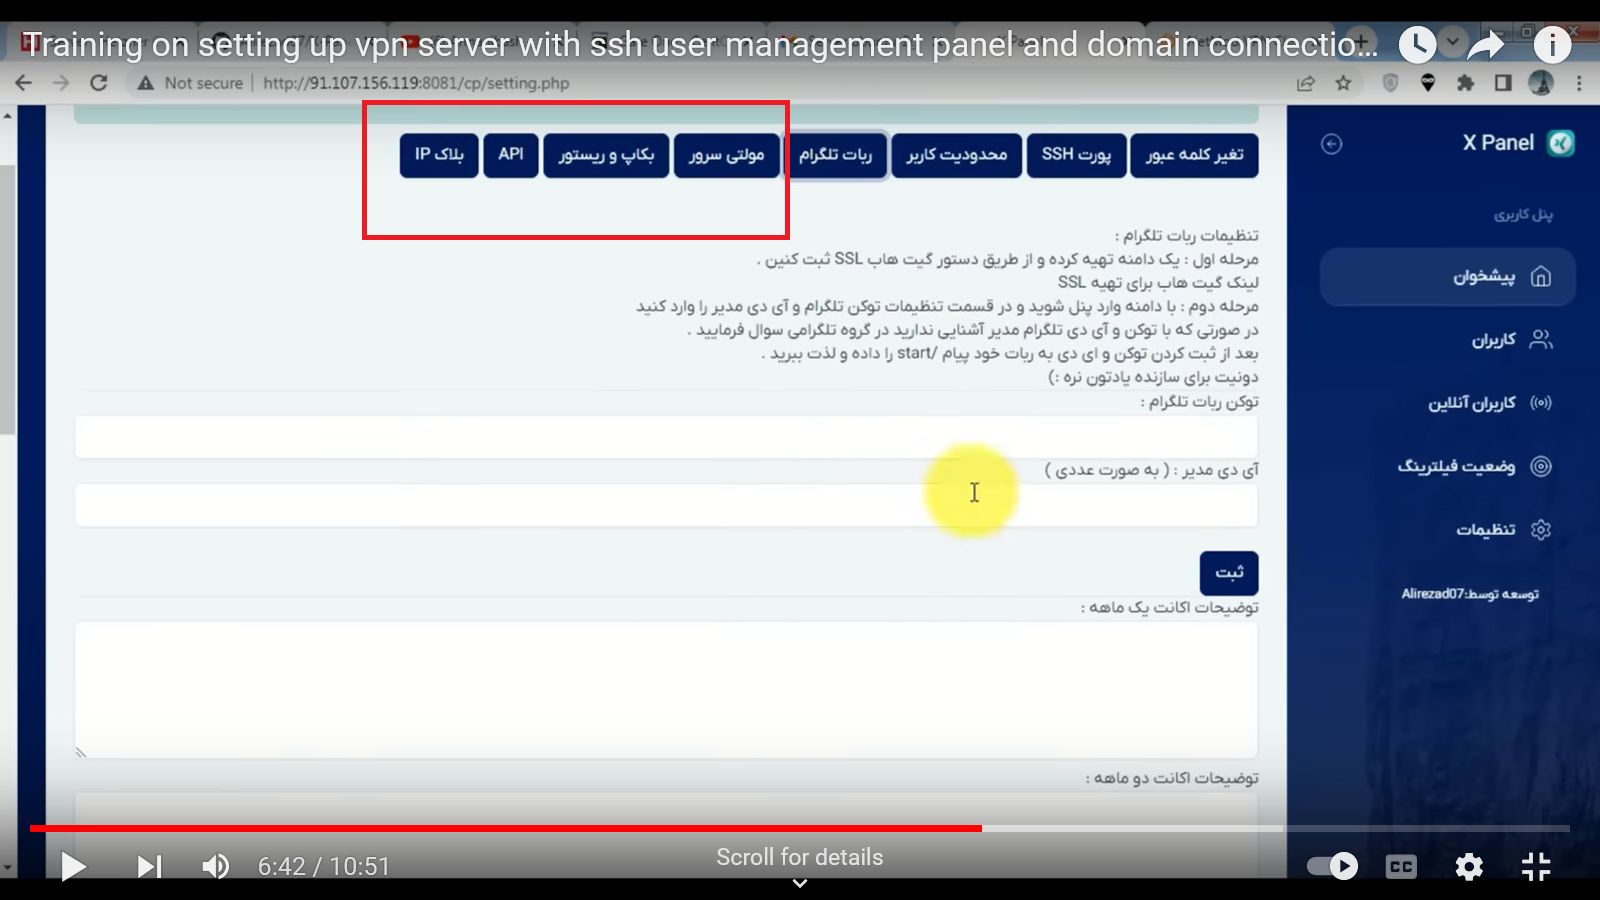 Training on setting up vpn server with ssh user management panel and domain connectio...
Not secure | http://91.107.156.119:8081/cp/setting.php
X Panel
پنل کاربری
پیشخوان
کاربران
کاربران آنلاین
وضعیت فیلترینگ
تنظیمات
توسعه توسط:Alirezad07
تغیر کلمه عبور
پورت SSH
محدودیت کاربر
ربات تلگرام
مولتی سرور
بکاپ و ریستور
API
بلاک IP
تنظیمات ربات تلگرام :
مرحله اول : یک دامنه تهیه کرده و از طریق دستور گیت هاب SSL ثبت کنین .
لینک گیت هاب برای تهیه SSL
مرحله دوم : با دامنه وارد پنل شوید و در قسمت تنظیمات توکن تلگرام و آی دی مدیر را وارد کنید
در صورتی که با توکن و آی دی تلگرام مدیر آشنایی ندارید در گروه تلگرامی سوال فرمایید .
بعد از ثبت کردن توکن و ای دی به ربات خود پیام /start را داده و لذت ببرید .
دونیت برای سازنده یادتون نره :)
توکن ربات تلگرام :
آی دی مدیر : ( به صورت عددی )
ثبت
توضیحات اکانت یک ماهه :
توضیحات اکانت دو ماهه :
6:42 / 10:51
Scroll for details
CC